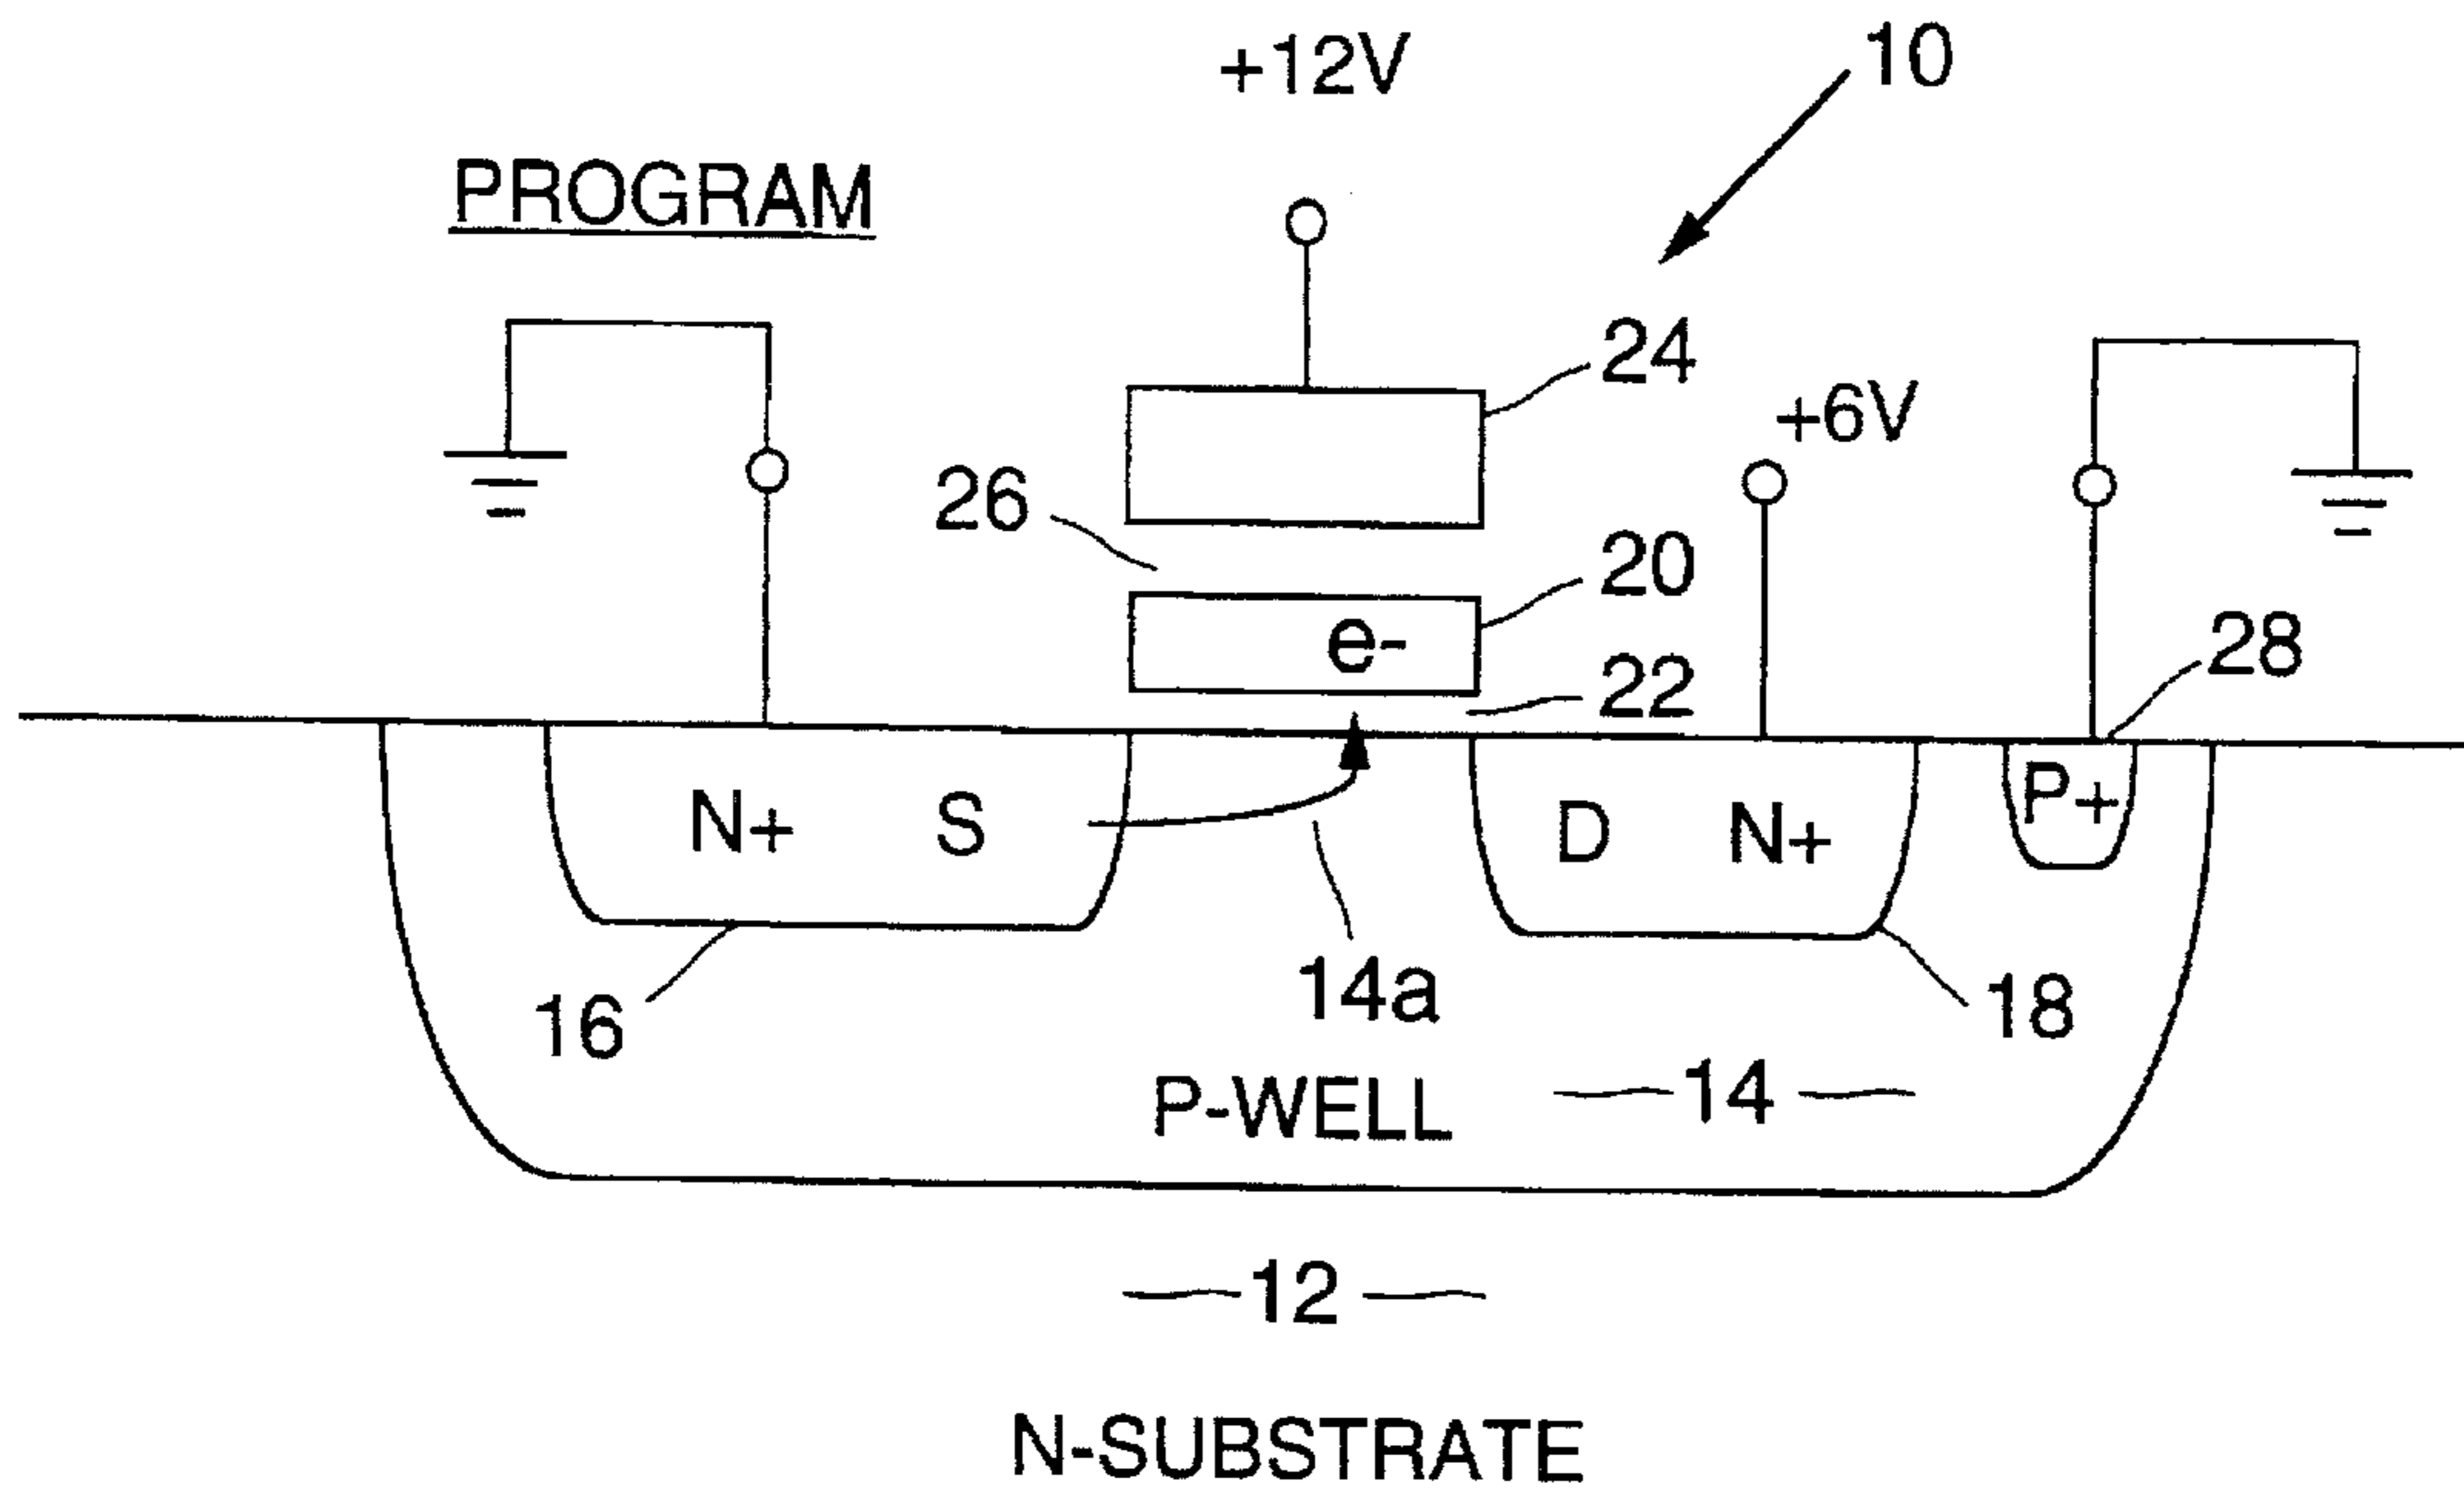 +12V
10
PROGRAM
24
+6V
26
20
e-
22
28
N+ S
D N+
P+
16
14a
18
P-WELL
14
12
N-SUBSTRATE